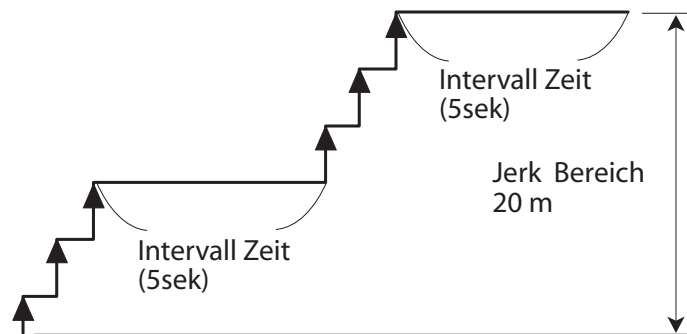 Intervall Zeit
(5sek)
Jerk Bereich
20 m
Intervall Zeit
(5sek)